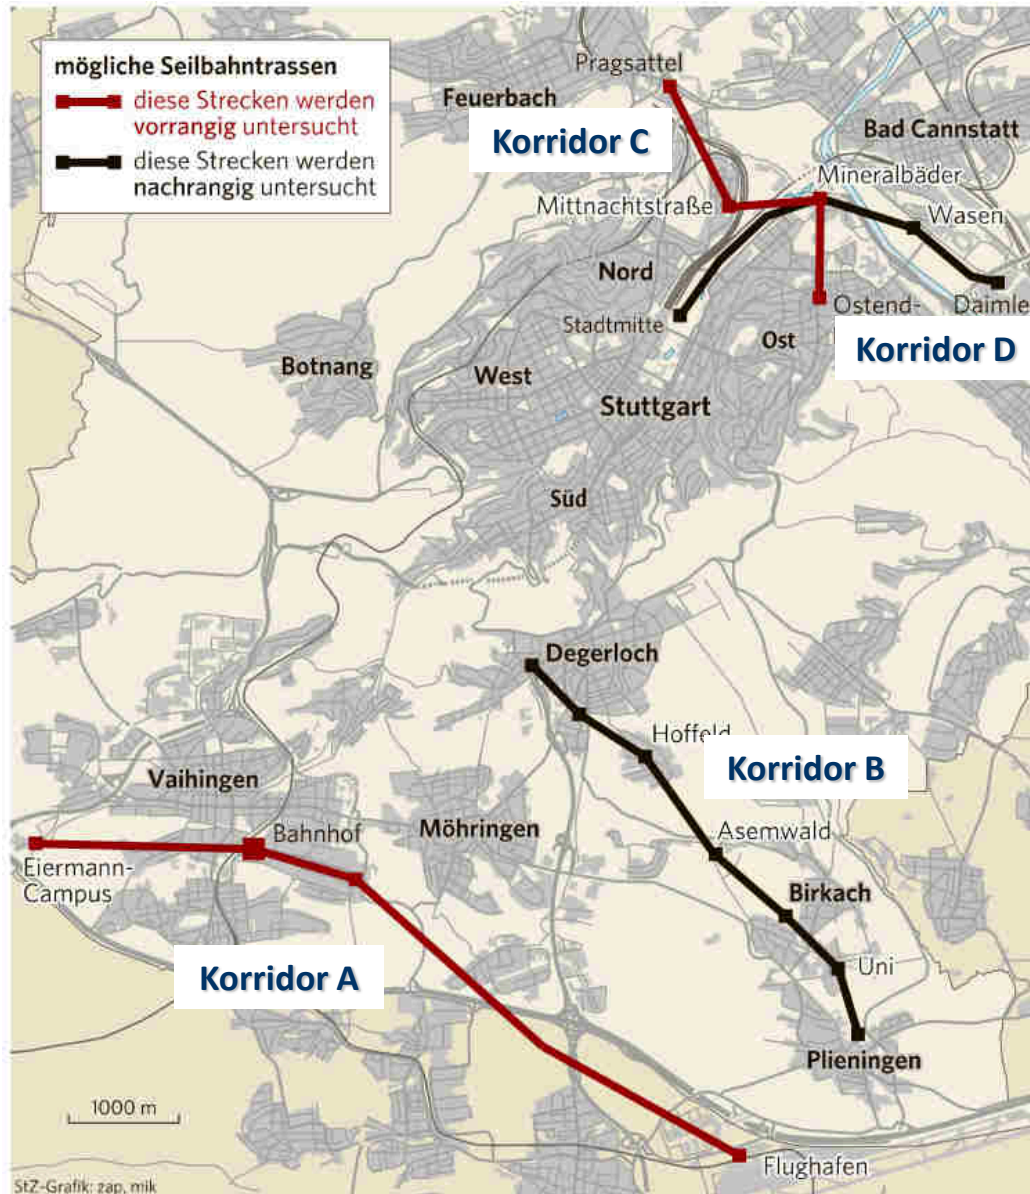 mögliche Seilbahntrassen
diese Strecken werden
vorrangig untersucht
diese Strecken werden
nachrangig untersucht
Pragsattel
Feuerbach
Korridor C
Bad Cannstatt
Mineralbäder
Mittnachtstraße
Wasen
Nord
Stadtmitte
Ostend-
Daimle
Ost
Korridor D
Botnang
West
Stuttgart
Süd
Degerloch
Hoffeld
Korridor B
Vaihingen
Bahnhof
Möhringen
Asemwald
Eiermann-
Campus
Birkach
Korridor A
Uni
Plieningen
1000 m
Flughafen
StZ-Grafik: zap, mik